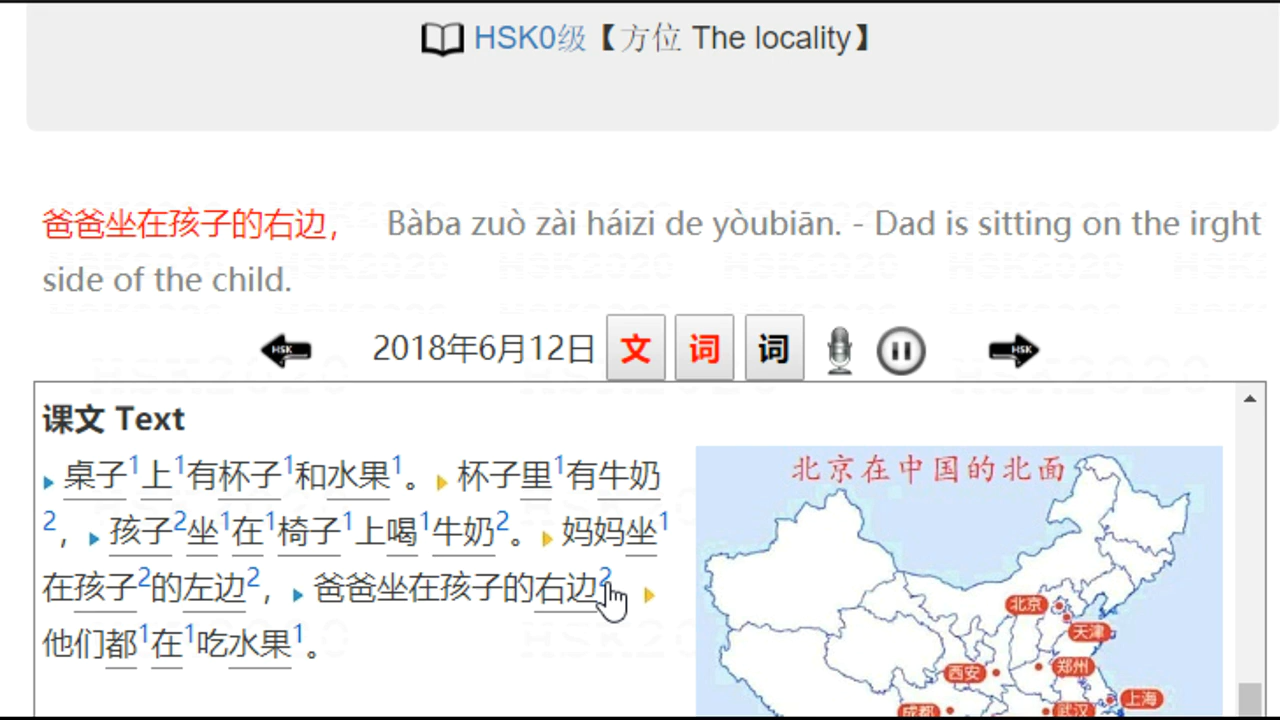 HSK0级【方位 The locality】
爸爸坐在孩子的右边， Bàba zuò zài háizi de yòubiān. - Dad is sitting on the irght
side of the child.
HSK 2018年6月12日 文 词 词 HSK
课文 Text
桌子1上1有杯子1和水果1。杯子里1有牛奶
2，孩子2坐1在1椅子1上喝1牛奶2。妈妈坐1
在孩子2的左边2，爸爸坐在孩子的右边2
他们都1在1吃水果1。
北京在中国的北面
北京
天津
西安
郑州
上海
成都
武汉